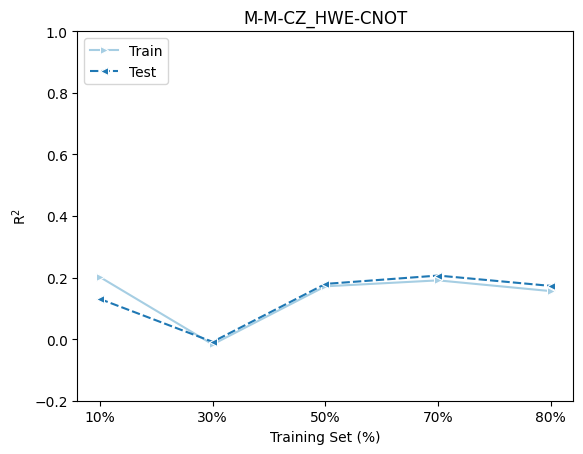 M-M-CZ_HWE-CNOT
Train
Test
1.0
0.8
0.6
0.4
0.2
0.0
−0.2
R²
10%
30%
50%
70%
80%
Training Set (%)